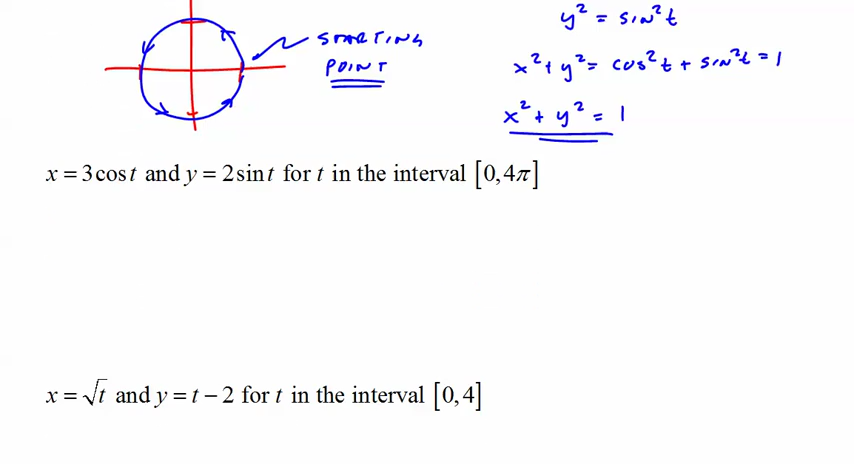 y² = sin²t
STARTING
POINT
x² + y² = cos²t + sin²t = 1
x² + y² = 1
x = 3cos t and y = 2sin t for t in the interval [0, 4π]
x = √t and y = t − 2 for t in the interval [0, 4]